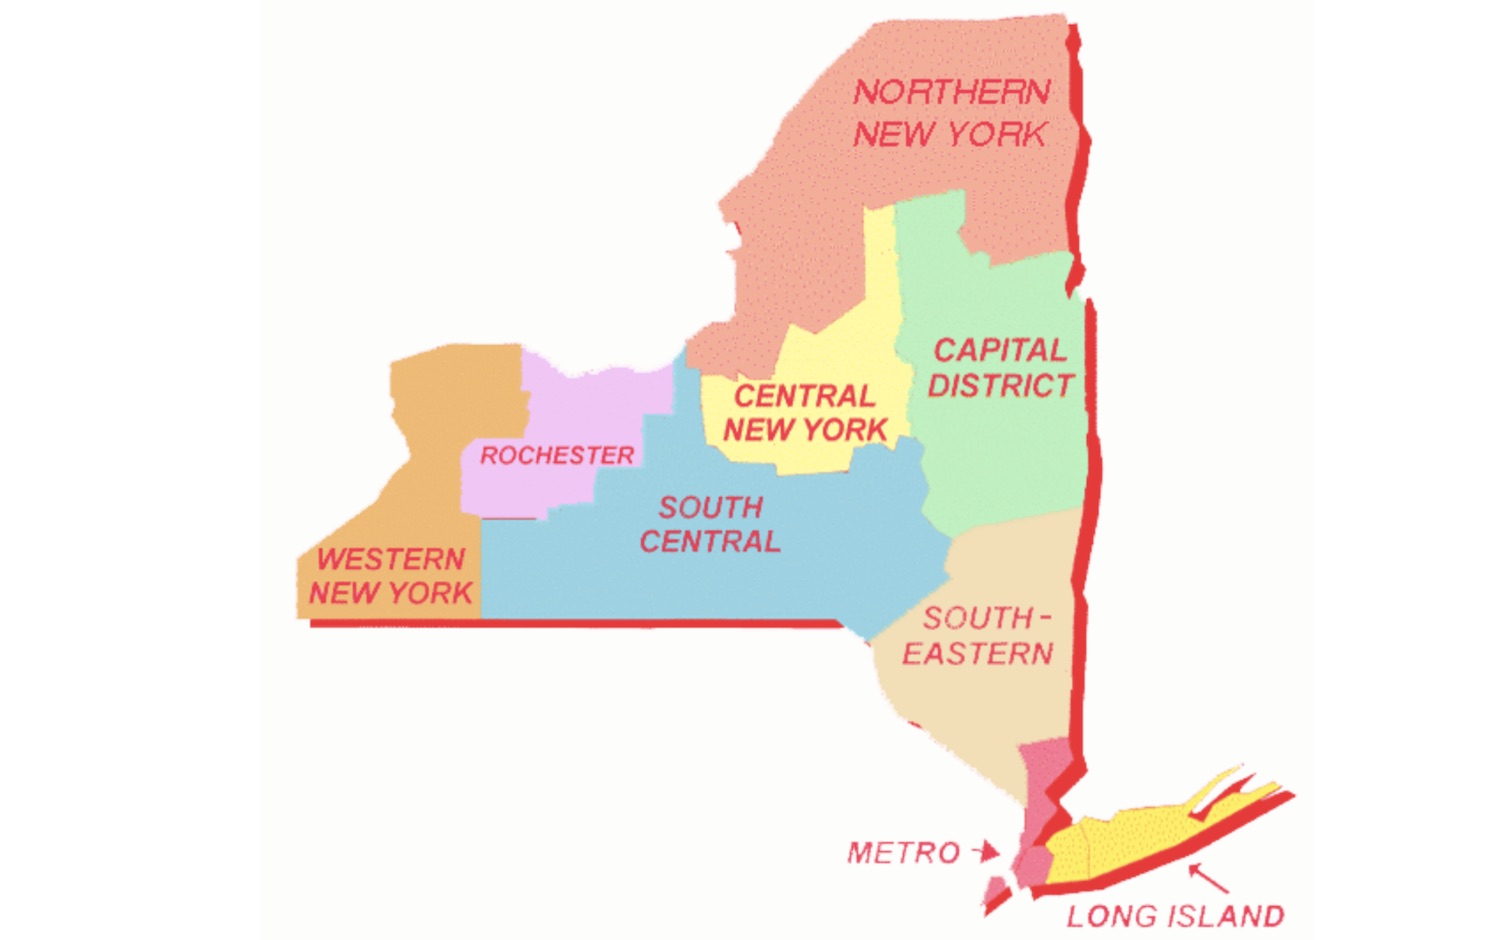 NORTHERN
NEW YORK
CAPITAL
DISTRICT
CENTRAL
NEW YORK
ROCHESTER
SOUTH
CENTRAL
WESTERN
NEW YORK
SOUTH-
EASTERN
METRO
LONG ISLAND